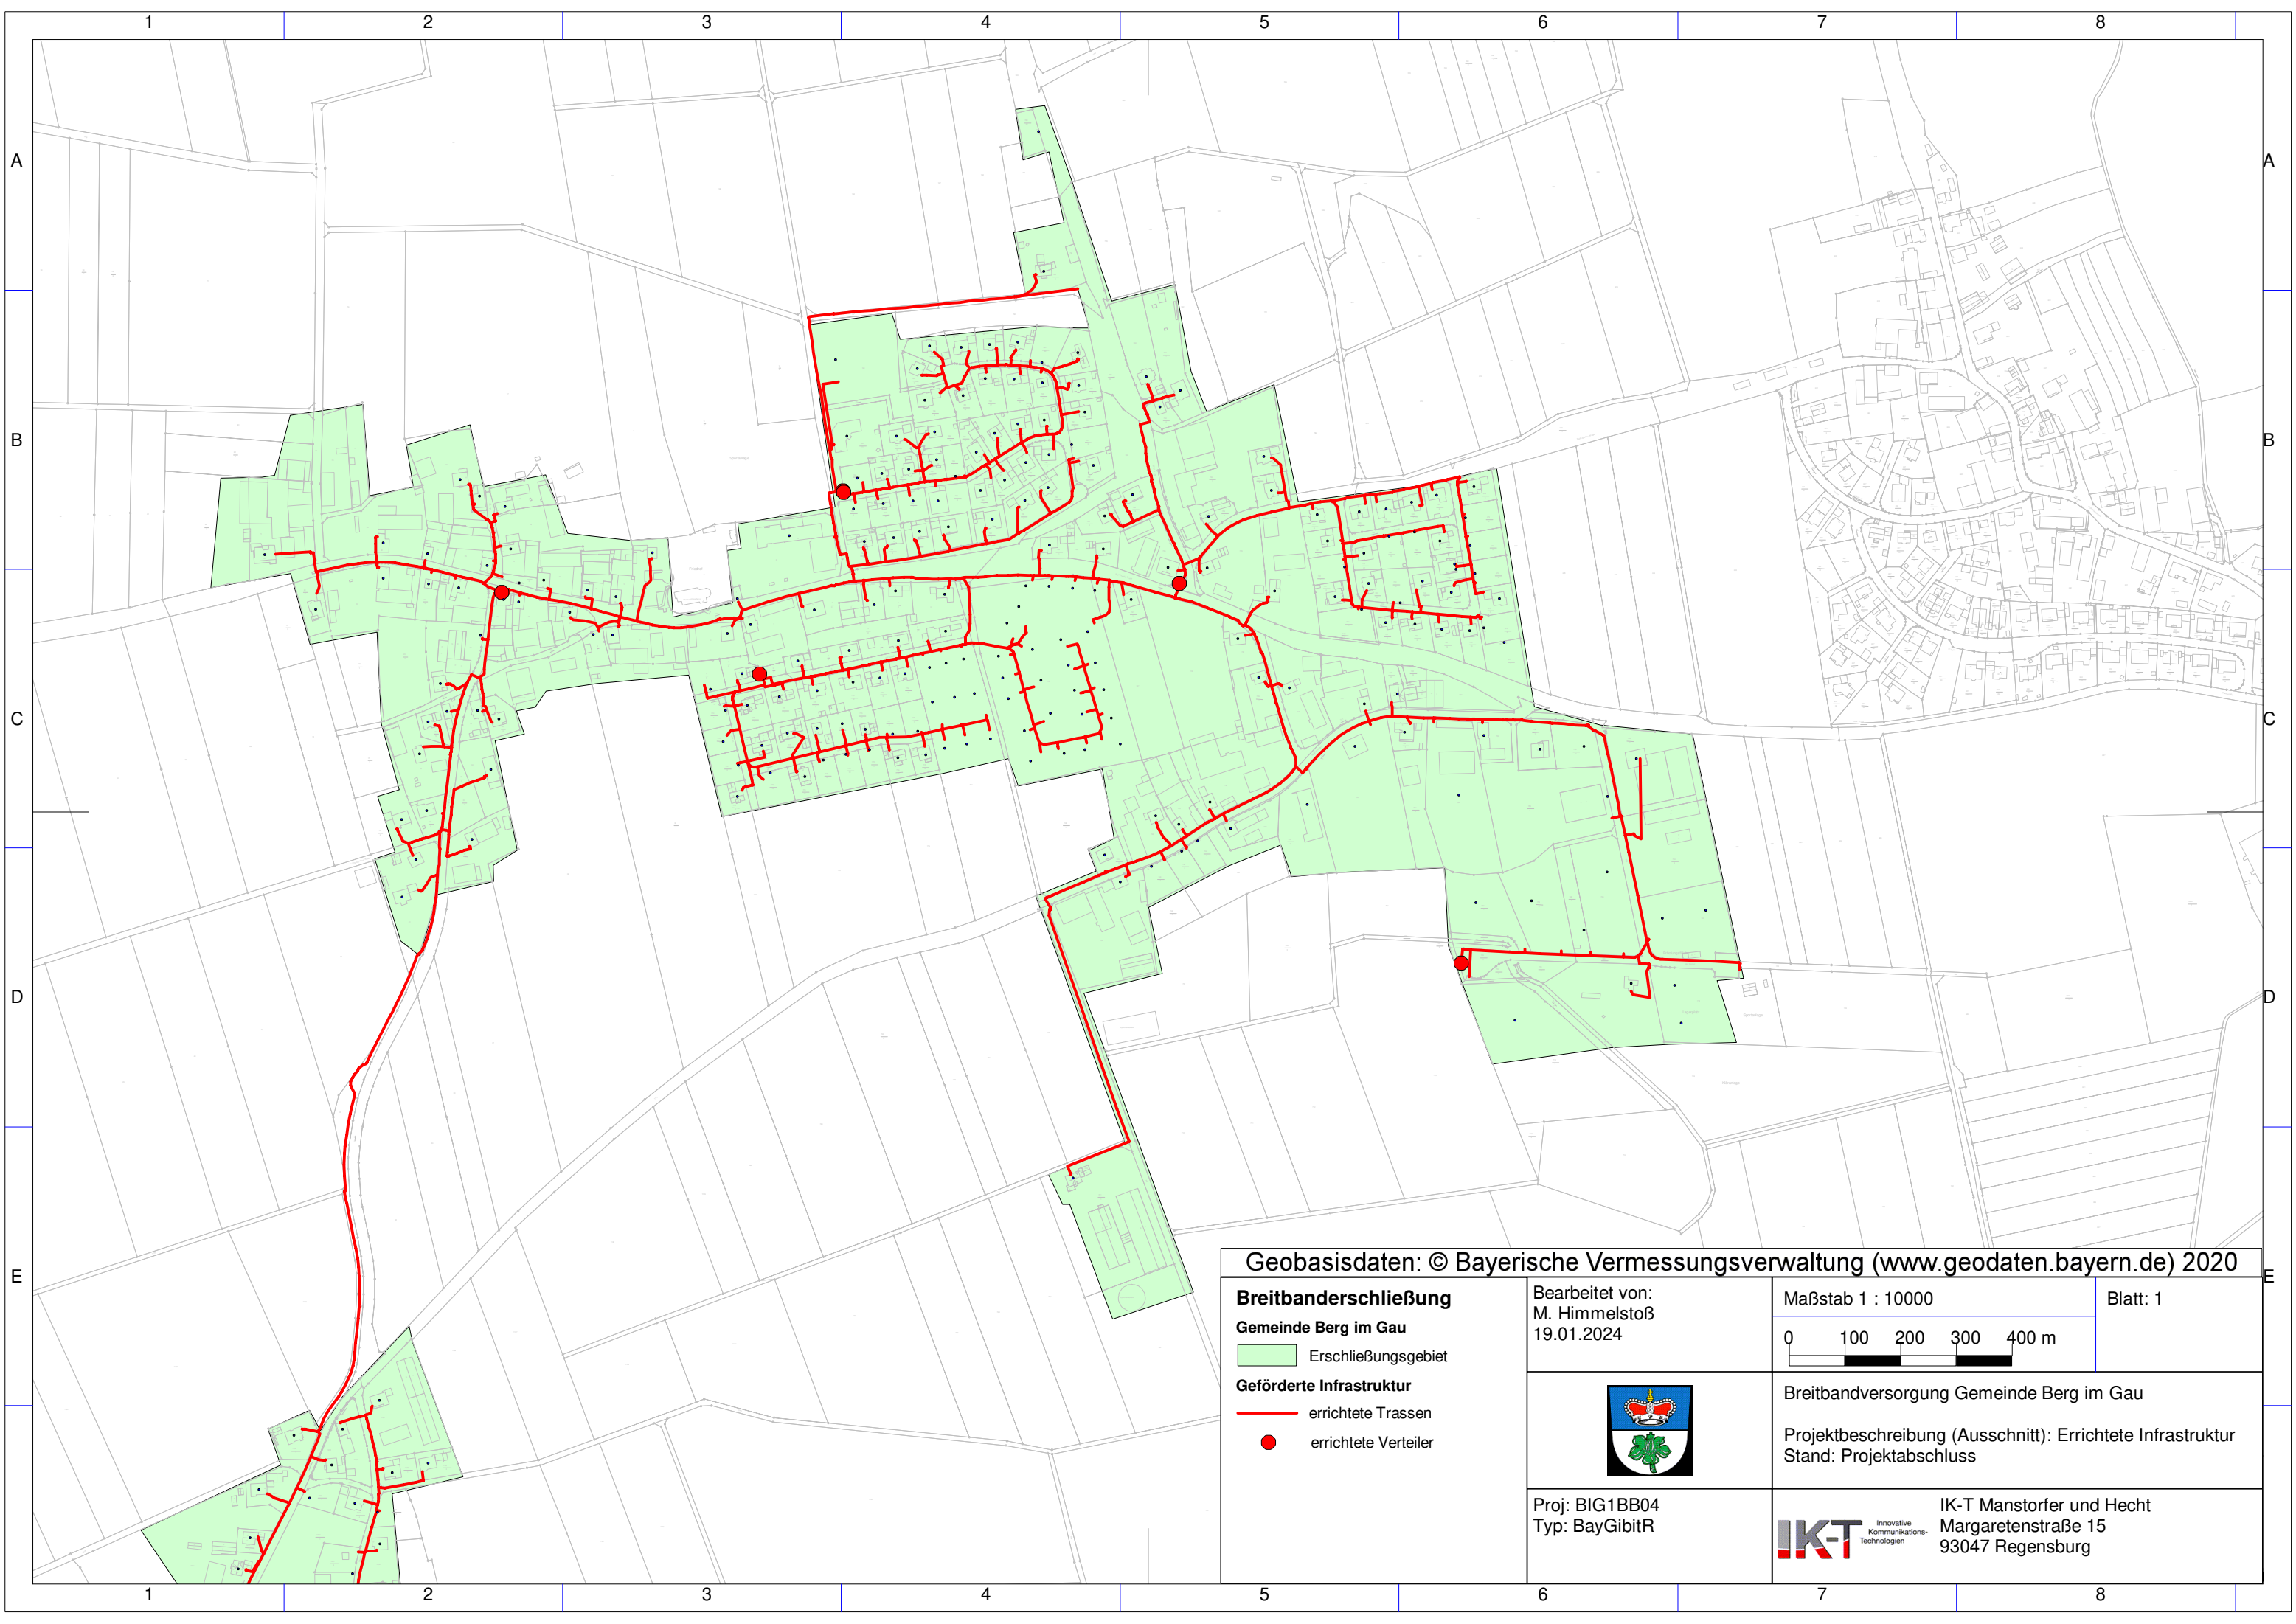 1 2 3 4 5 6 7 8
A A
B B
C C
D D
E E
Geobasisdaten: © Bayerische Vermessungsverwaltung (www.geodaten.bayern.de) 2020
Breitbanderschließung
Gemeinde Berg im Gau
Erschließungsgebiet
Geförderte Infrastruktur
errichtete Trassen
errichtete Verteiler
Bearbeitet von:
M. Himmelstoß
19.01.2024
Maßstab 1 : 10000
0 100 200 300 400 m
Blatt: 1
Breitbandversorgung Gemeinde Berg im Gau
Projektbeschreibung (Ausschnitt): Errichtete Infrastruktur
Stand: Projektabschluss
Proj: BIG1BB04
Typ: BayGibitR
IK-T
Innovative
Kommunikations-
Technologien
IK-T Manstorfer und Hecht
Margaretenstraße 15
93047 Regensburg
1 2 3 4 5 6 7 8